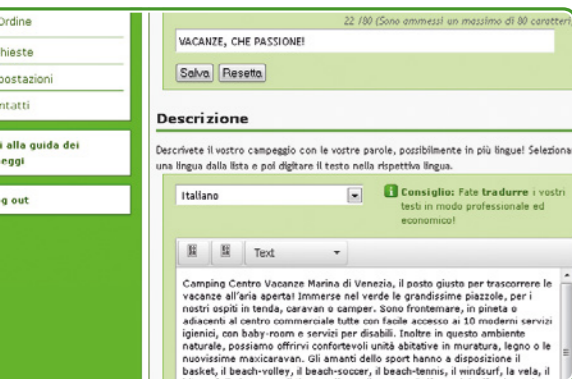 Ordine
hieste
postazioni
ntatti
i alla guida dei
eggi
g out
22 /80 (Sono ammessi un massimo di 80 caratteri
VACANZE, CHE PASSIONE!
Salva Resetta
Descrizione
Descrivete il vostro campeggio con le vostre parole, possibilmente in più lingue! Seleziona
una lingua dalla lista e poi digitare il testo nella rispettiva lingua.
Italiano
Consiglio: Fate tradurre i vostri
testi in modo professionale ed
economico!
Text
Camping Centro Vacanze Marina di Venezia, il posto giusto per trascorrere le
vacanze all'aria aperta! Immerse nel verde le grandissime piazzole, per i
nostri ospiti in tenda, caravan o camper. Sono frontemare, in pineta o
adiacenti al centro commerciale tutte con facile accesso ai 10 moderni servizi
igienici, con baby-room e servizi per disabili. Inoltre in questo ambiente
naturale, possiamo offrirvi confortevoli unità abitative in muratura, legno o le
nuovissime maxicaravan. Gli amanti dello sport hanno a disposizione il
basket, il beach-volley, il beach-soccer, il beach-tennis, il windsurf, la vela, il